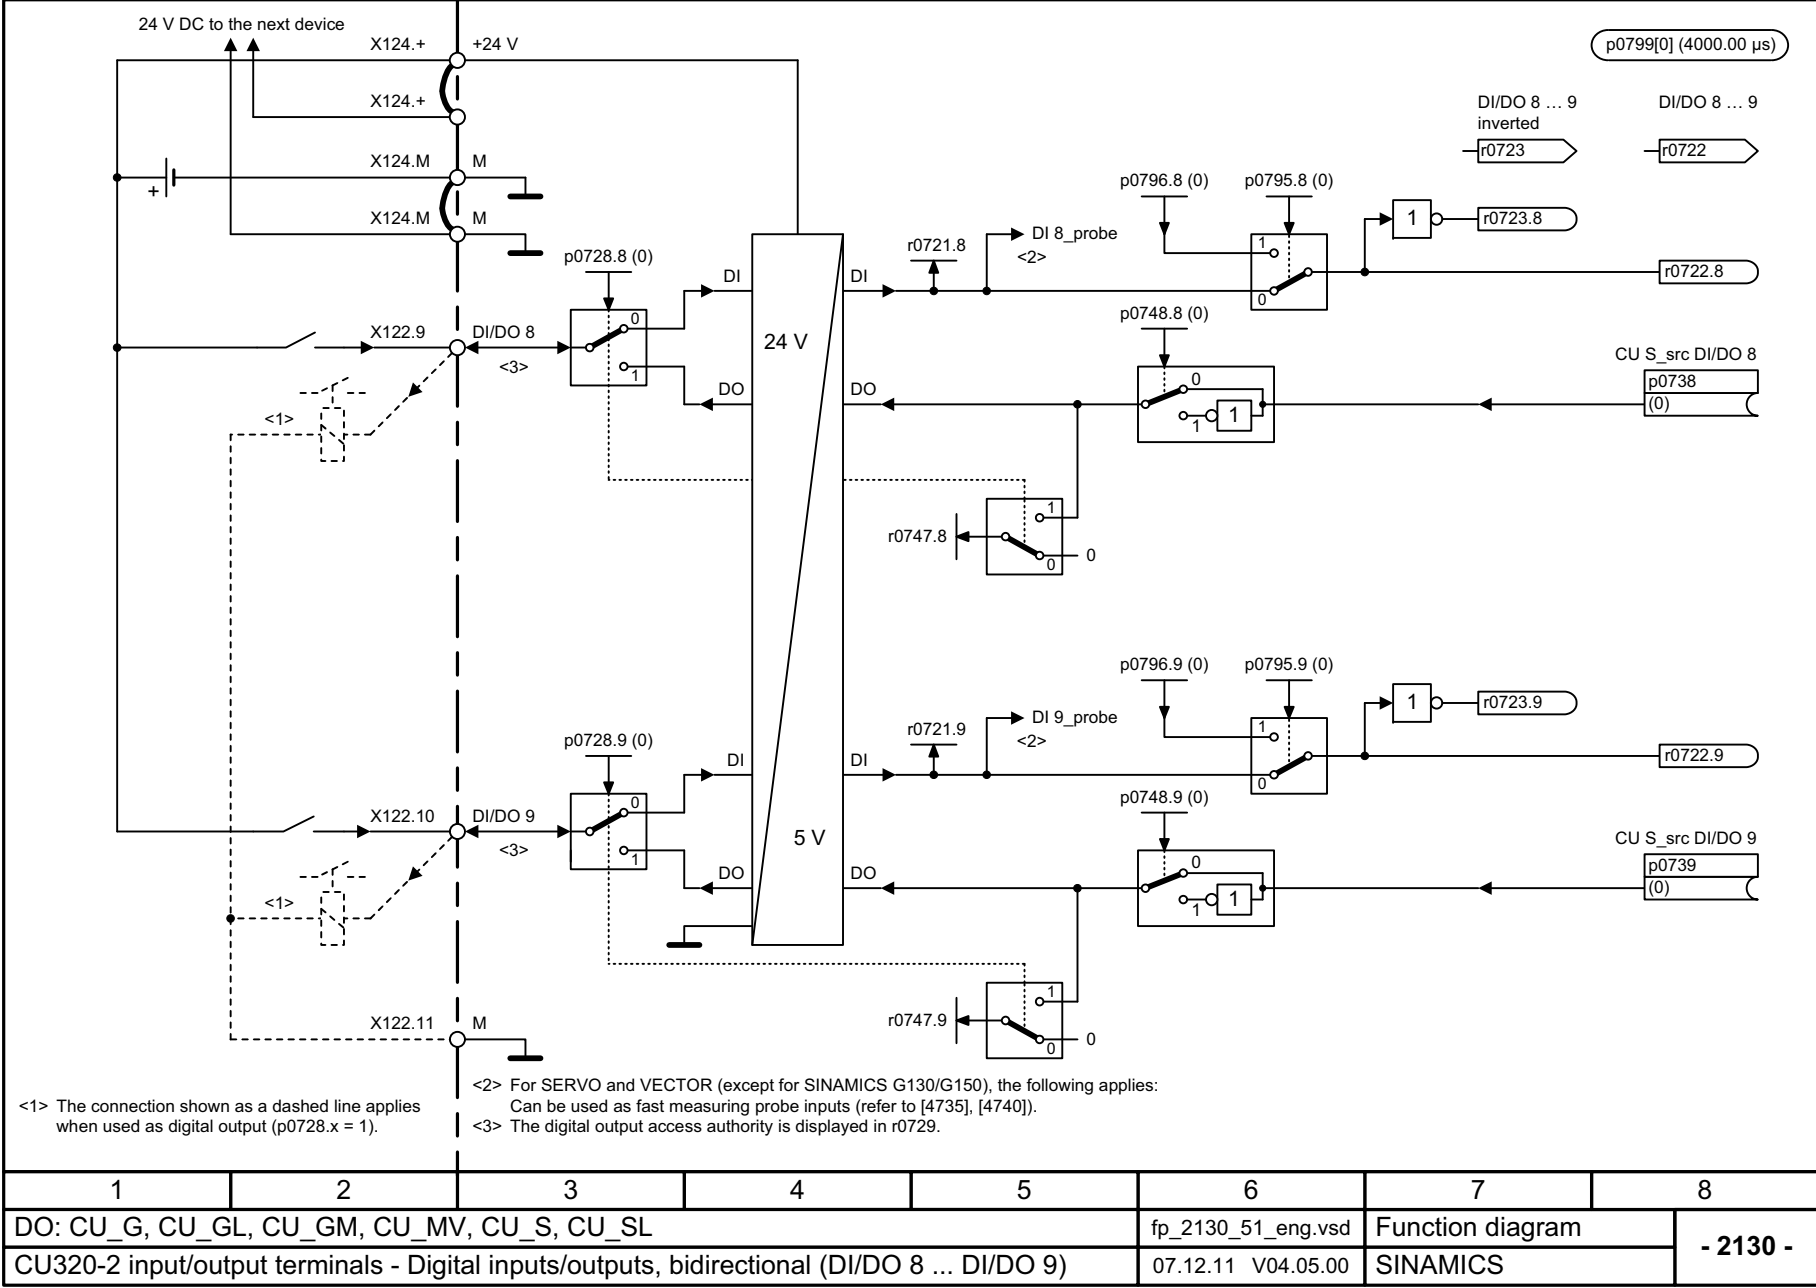 24 V DC to the next device
X124.+
+24 V
p0799[0] (4000.00 µs)
X124.+
DI/DO 8 … 9
inverted
DI/DO 8 … 9
r0723
r0722
X124.M
M
+
X124.M
M
p0796.8 (0)
p0795.8 (0)
1
r0723.8
p0728.8 (0)
r0721.8
DI 8_probe
<2>
1
0
r0722.8
DI
DI
p0748.8 (0)
24 V
X122.9
DI/DO 8
<3>
0
1
CU S_src DI/DO 8
p0738
(0)
DO
DO
0
1
1
<1>
r0747.8
1
0
0
p0796.9 (0)
p0795.9 (0)
1
r0723.9
p0728.9 (0)
r0721.9
DI 9_probe
<2>
1
0
r0722.9
DI
DI
p0748.9 (0)
5 V
X122.10
DI/DO 9
<3>
0
1
CU S_src DI/DO 9
p0739
(0)
DO
DO
0
1
1
<1>
r0747.9
1
0
0
X122.11
M
<1> The connection shown as a dashed line applies
when used as digital output (p0728.x = 1).
<2> For SERVO and VECTOR (except for SINAMICS G130/G150), the following applies:
Can be used as fast measuring probe inputs (refer to [4735], [4740]).
<3> The digital output access authority is displayed in r0729.
1 2 3 4 5 6 7 8
DO: CU_G, CU_GL, CU_GM, CU_MV, CU_S, CU_SL
fp_2130_51_eng.vsd
Function diagram
- 2130 -
CU320-2 input/output terminals - Digital inputs/outputs, bidirectional (DI/DO 8 ... DI/DO 9)
07.12.11 V04.05.00
SINAMICS